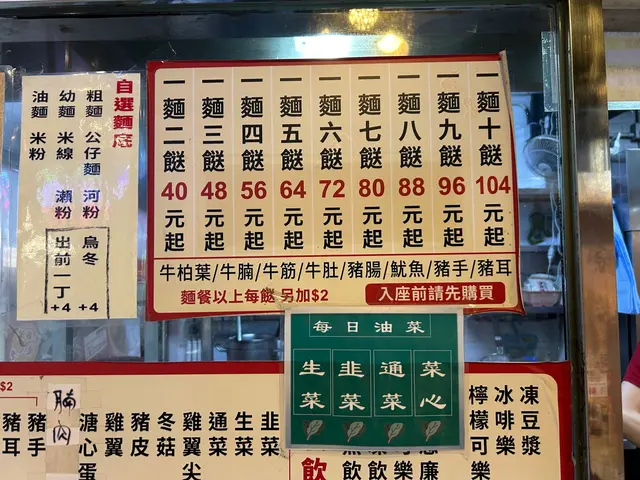 自選麵底
粗麵 公仔麵 河粉 烏冬 +4
幼麵 米線 瀨粉 出前一丁 +4
油麵 米粉
一麵二餸 40 元起
一麵三餸 48 元起
一麵四餸 56 元起
一麵五餸 64 元起
一麵六餸 72 元起
一麵七餸 80 元起
一麵八餸 88 元起
一麵九餸 96 元起
一麵十餸 104 元起
牛柏葉/牛腩/牛筋/牛肚/豬腸/魷魚/豬手/豬耳
麵餐以上每餸 另加$2
入座前請先購買
每日油菜
生菜
韭菜
通菜
菜心
$2
豬耳
豬手
腩肉
溏心蛋
雞翼
豬皮
冬菇
雞翼尖
通菜
生菜
韭菜
飲
檸檬可樂
冰啡樂
凍豆漿